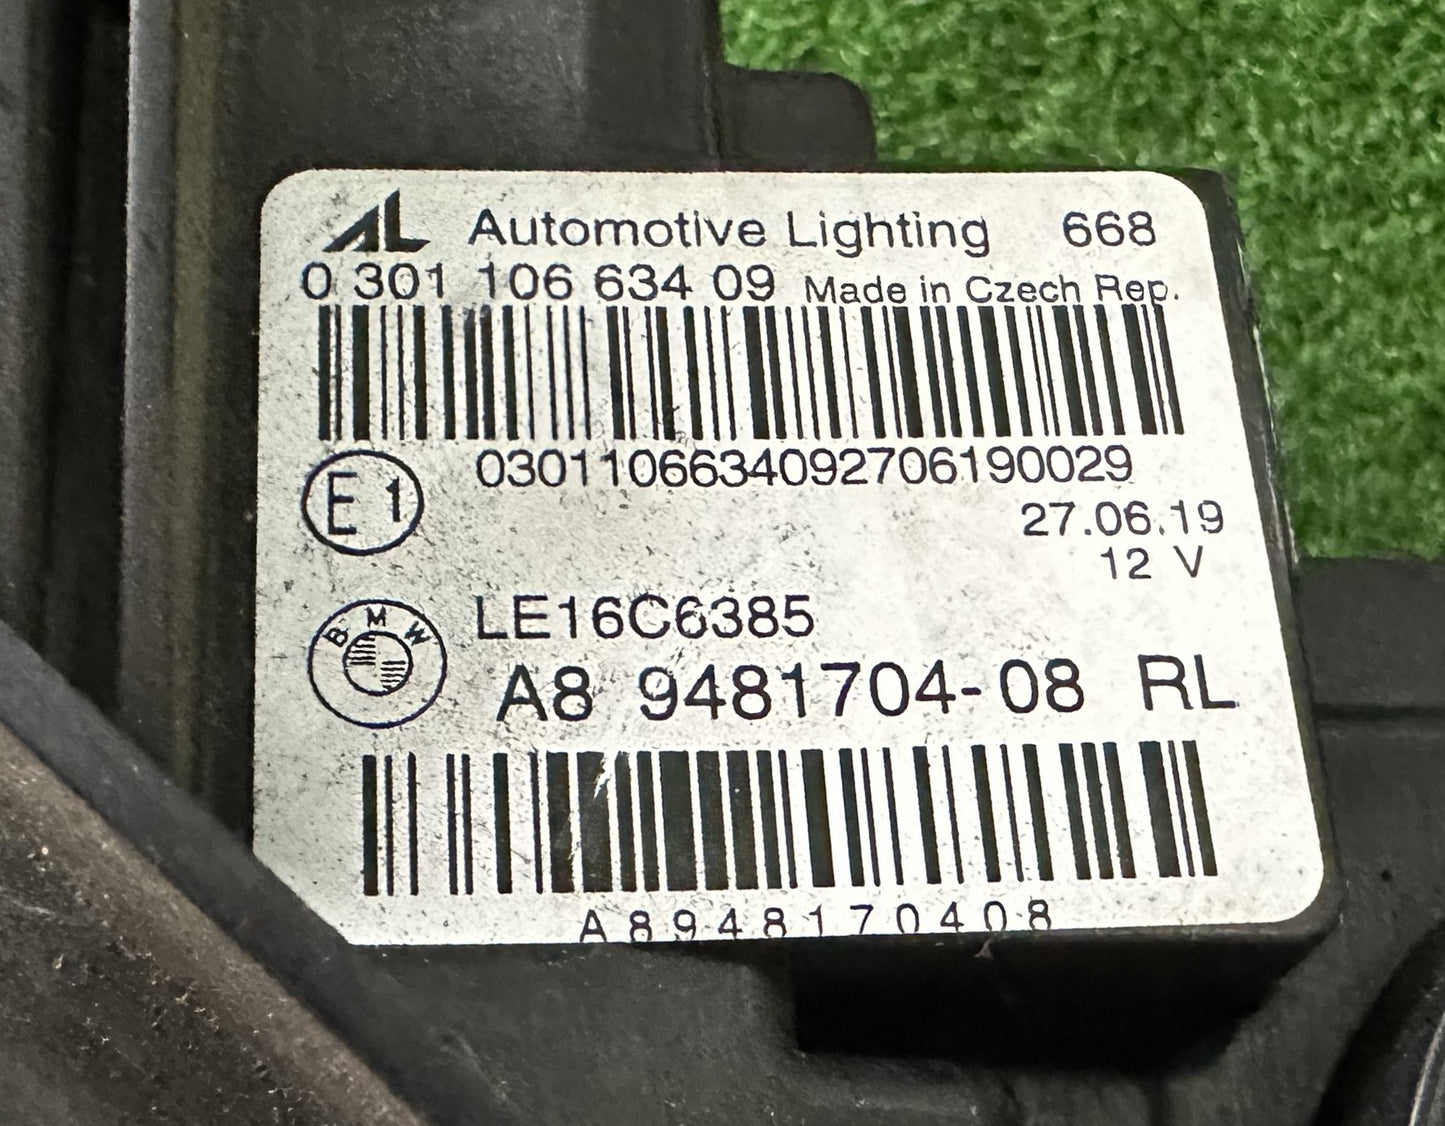 AL Automotive Lighting 668
0 301 106 634 09 Made in Czech Rep.
0301106634092706190029
E1
27.06.19
12 V
BMW
LE16C6385
A8 9481704-08 RL
A8948170408